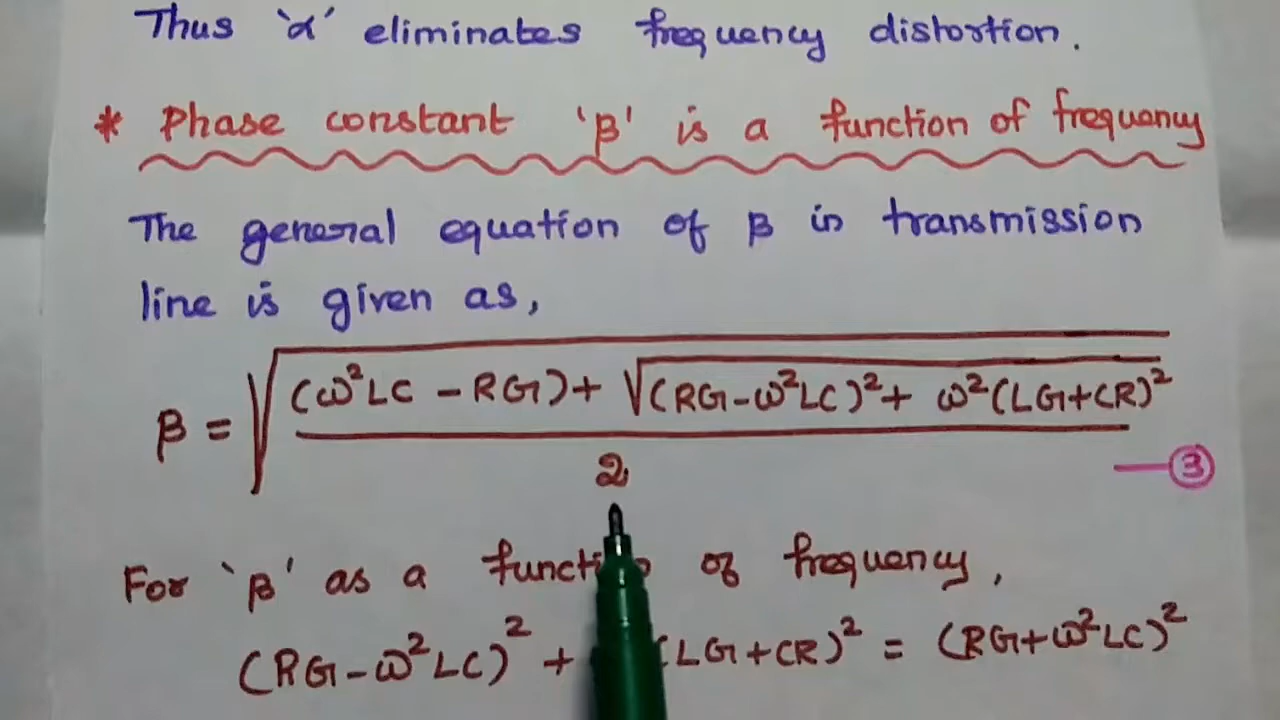 Thus 'α' eliminates frequency distortion.
* Phase constant 'β' is a function of frequency
The general equation of β in transmission
line is given as,
β = √((ω²LC - RG) + √((RG - ω²LC)² + ω²(LG + CR)²) / 2) —③
For 'β' as a of frequency,
(RG - ω²LC)² + (LG + CR)² = (RG + ω²LC)²